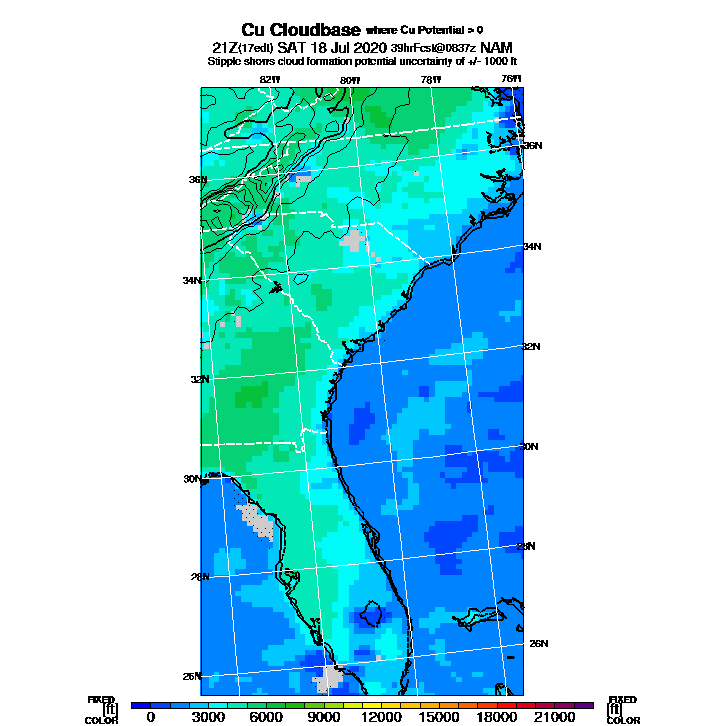 Cu Cloudbase where Cu Potential > 0
21Z(17edt) SAT 18 Jul 2020 39hrFcst@0837z NAM
Stipple shows cloud formation potential uncertainty of +/- 1000 ft
82W 80W 78W 76W
36N
36N
34N
34N
32N
32N
30N
30N
28N
28N
26N
26N
FIXED FIXED
[ft] [ft]
COLOR COLOR
0 3000 6000 9000 12000 15000 18000 21000